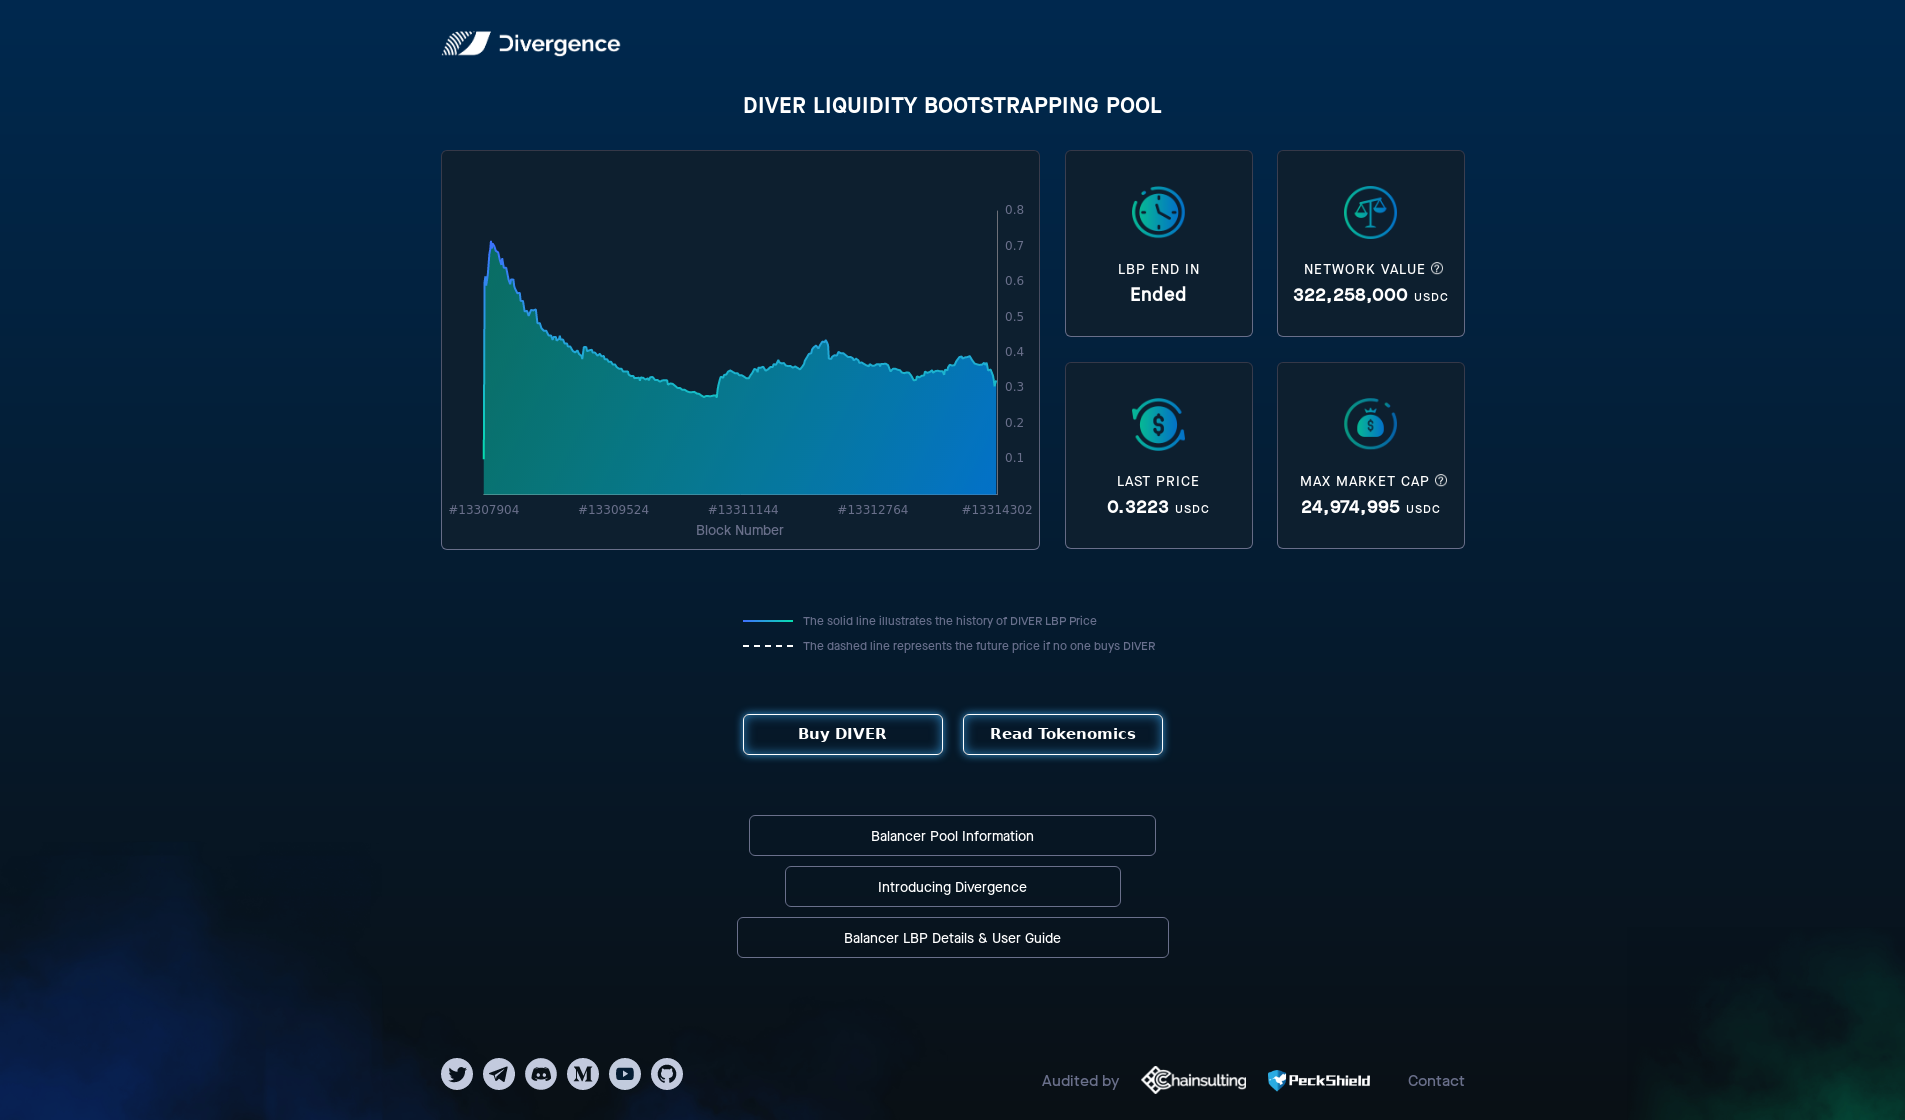 Divergence
DIVER LIQUIDITY BOOTSTRAPPING POOL
0.8
0.7
0.6
0.5
0.4
0.3
0.2
0.1
#13307904 #13309524 #13311144 #13312764 #13314302
Block Number
LBP END IN
Ended
NETWORK VALUE
322,258,000 USDC
LAST PRICE
0.3223 USDC
MAX MARKET CAP
24,974,995 USDC
The solid line illustrates the history of DIVER LBP Price
The dashed line represents the future price if no one buys DIVER
Buy DIVER Read Tokenomics
Balancer Pool Information
Introducing Divergence
Balancer LBP Details & User Guide
Audited by Chainsulting PeckShield Contact